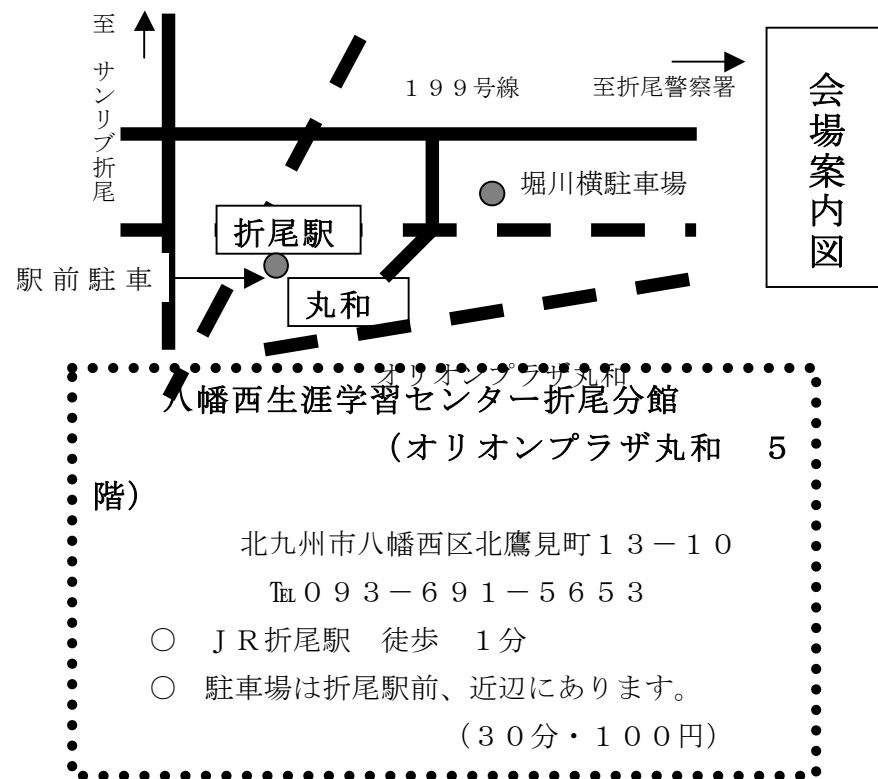 至 サンリブ折尾
１９９号線
至折尾警察署
会場案内図
堀川横駐車場
折尾駅
駅前駐車
丸和
オリオンプラザ丸和
八幡西生涯学習センター折尾分館
（オリオンプラザ丸和　５
階）
北九州市八幡西区北鷹見町１３－１０
℡０９３－６９１－５６５３
○　ＪＲ折尾駅　徒歩　１分
○　駐車場は折尾駅前、近辺にあります。
（３０分・１００円）